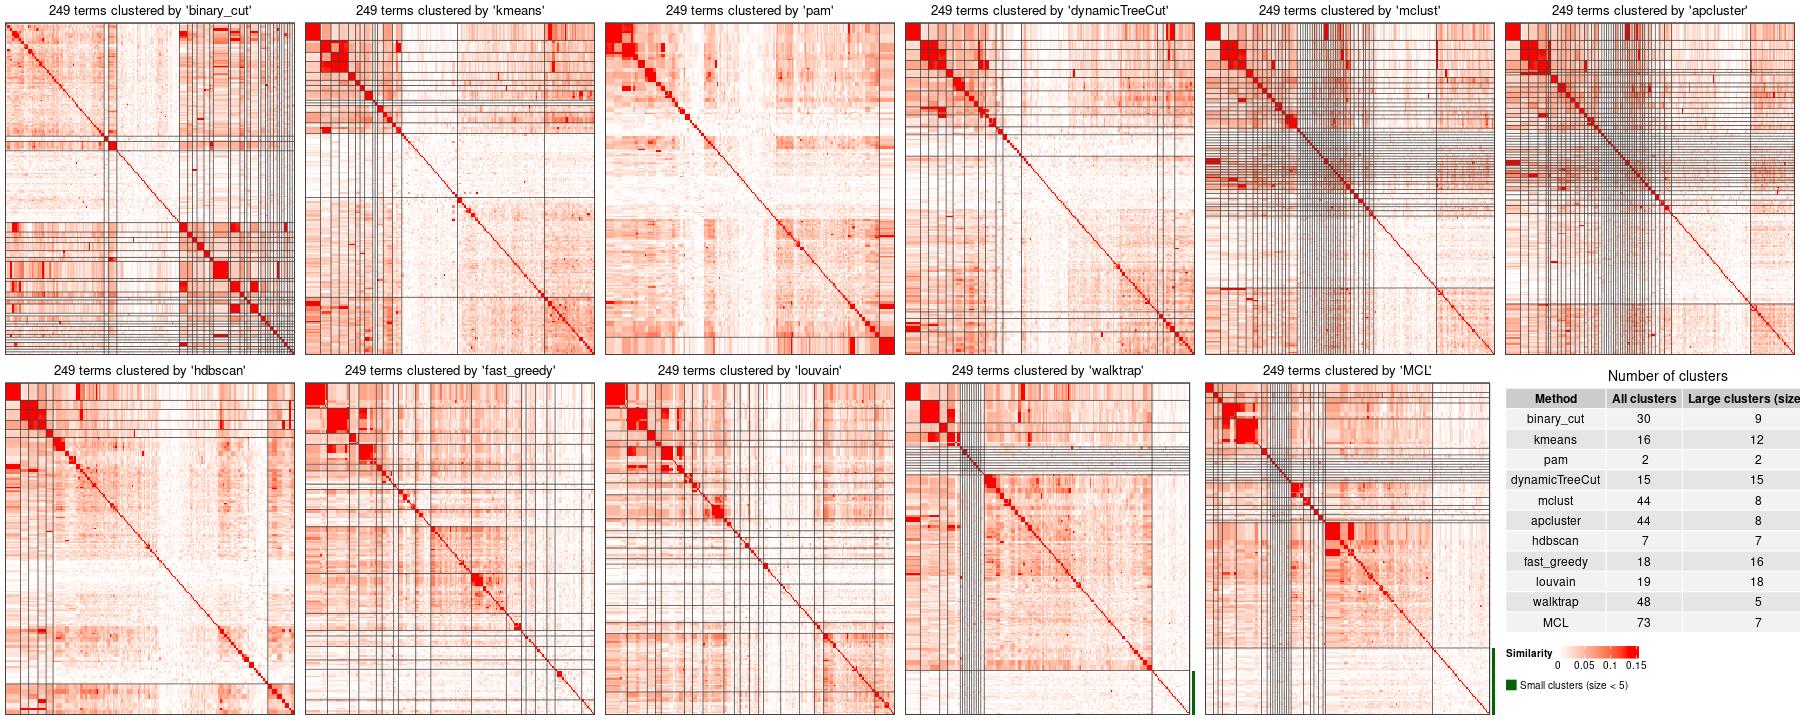 249 terms clustered by 'binary_cut'
249 terms clustered by 'kmeans'
249 terms clustered by 'pam'
249 terms clustered by 'dynamicTreeCut'
249 terms clustered by 'mclust'
249 terms clustered by 'apcluster'
249 terms clustered by 'hdbscan'
249 terms clustered by 'fast_greedy'
249 terms clustered by 'louvain'
249 terms clustered by 'walktrap'
249 terms clustered by 'MCL'
Number of clusters
Method All clusters Large clusters (size
binary_cut 30 9
kmeans 16 12
pam 2 2
dynamicTreeCut 15 15
mclust 44 8
apcluster 44 8
hdbscan 7 7
fast_greedy 18 16
louvain 19 18
walktrap 48 5
MCL 73 7
Similarity
0 0.05 0.1 0.15
Small clusters (size < 5)